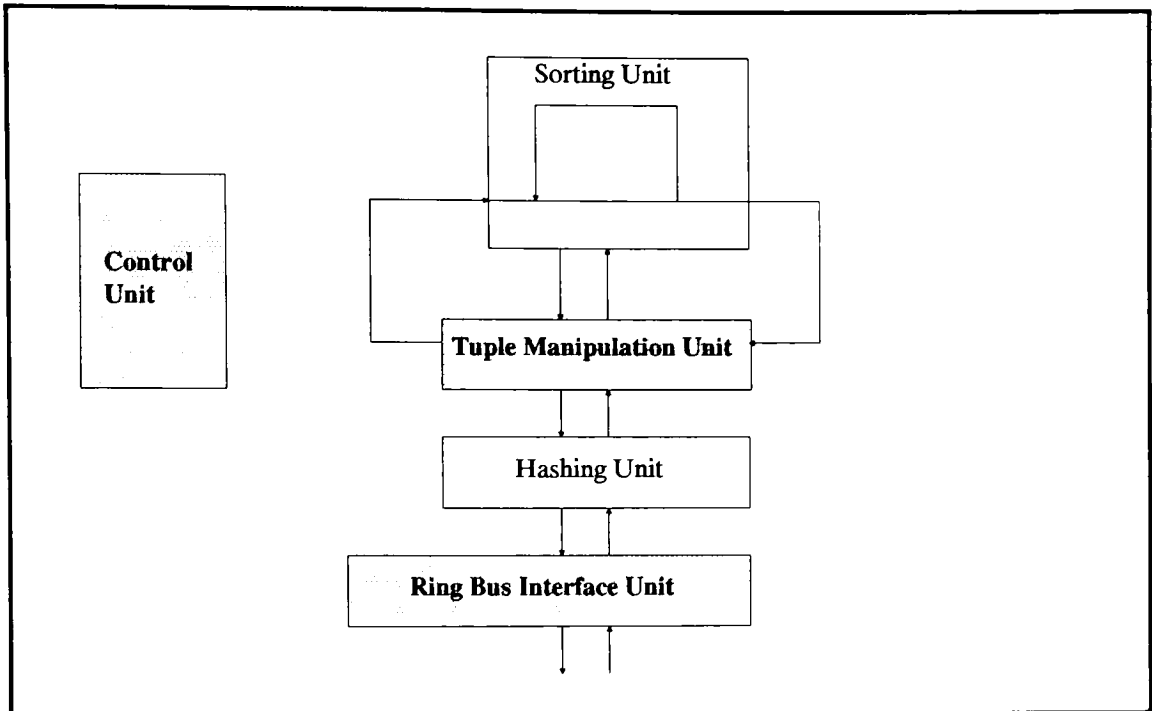 Sorting Unit
Control
Unit
Tuple Manipulation Unit
Hashing Unit
Ring Bus Interface Unit